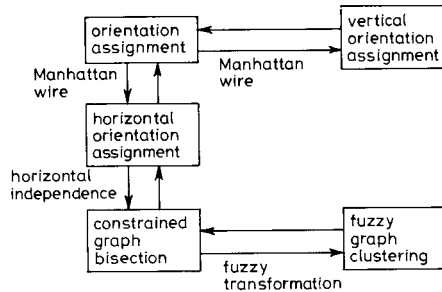 orientation
assignment
vertical
orientation
assignment
Manhattan
wire
Manhattan
wire
horizontal
orientation
assignment
horizontal
independence
constrained
graph
bisection
fuzzy
graph
clustering
fuzzy
transformation